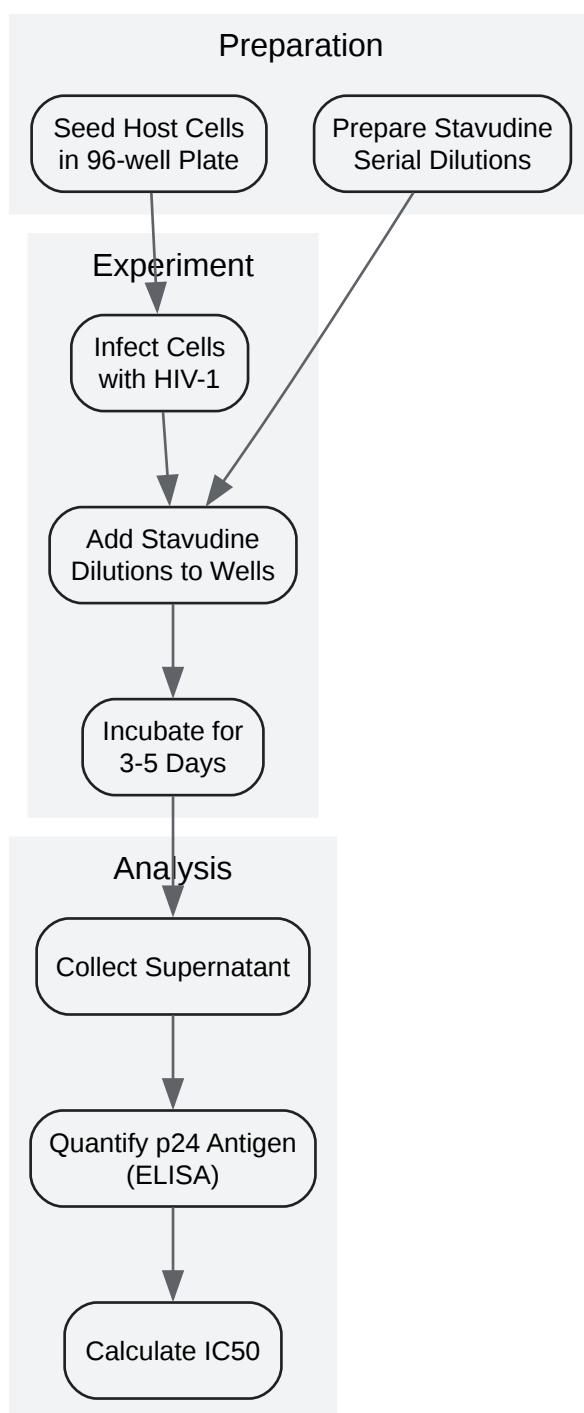 Preparation
Seed Host Cells
in 96-well Plate
Prepare Stavudine
Serial Dilutions
Experiment
Infect Cells
with HIV-1
Add Stavudine
Dilutions to Wells
Incubate for
3-5 Days
Analysis
Collect Supernatant
Quantify p24 Antigen
(ELISA)
Calculate IC50